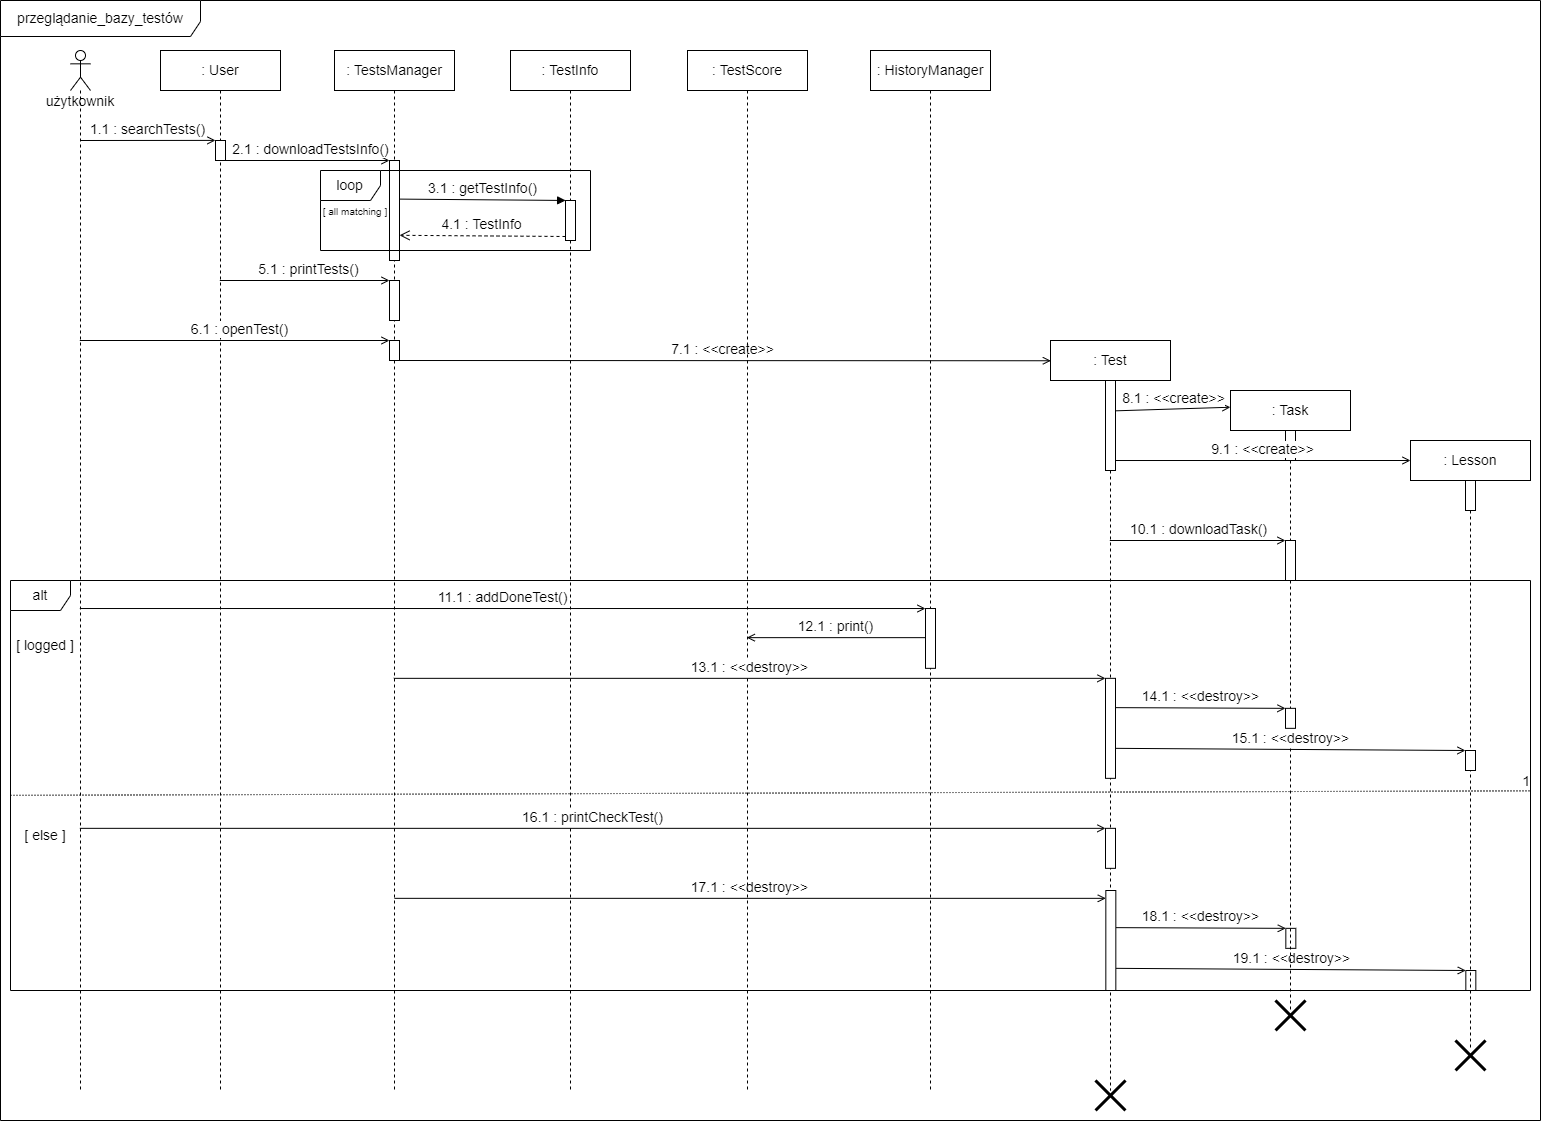 przeglądanie_bazy_testów
użytkownik
: User
: TestsManager
: TestInfo
: TestScore
: HistoryManager
1.1 : searchTests()
2.1 : downloadTestsInfo()
loop
[ all matching ]
3.1 : getTestInfo()
4.1 : TestInfo
5.1 : printTests()
6.1 : openTest()
7.1 : <<create>>
: Test
8.1 : <<create>>
: Task
9.1 : <<create>>
: Lesson
10.1 : downloadTask()
alt
[ logged ]
11.1 : addDoneTest()
12.1 : print()
13.1 : <<destroy>>
14.1 : <<destroy>>
15.1 : <<destroy>>
1
[ else ]
16.1 : printCheckTest()
17.1 : <<destroy>>
18.1 : <<destroy>>
19.1 : <<destroy>>